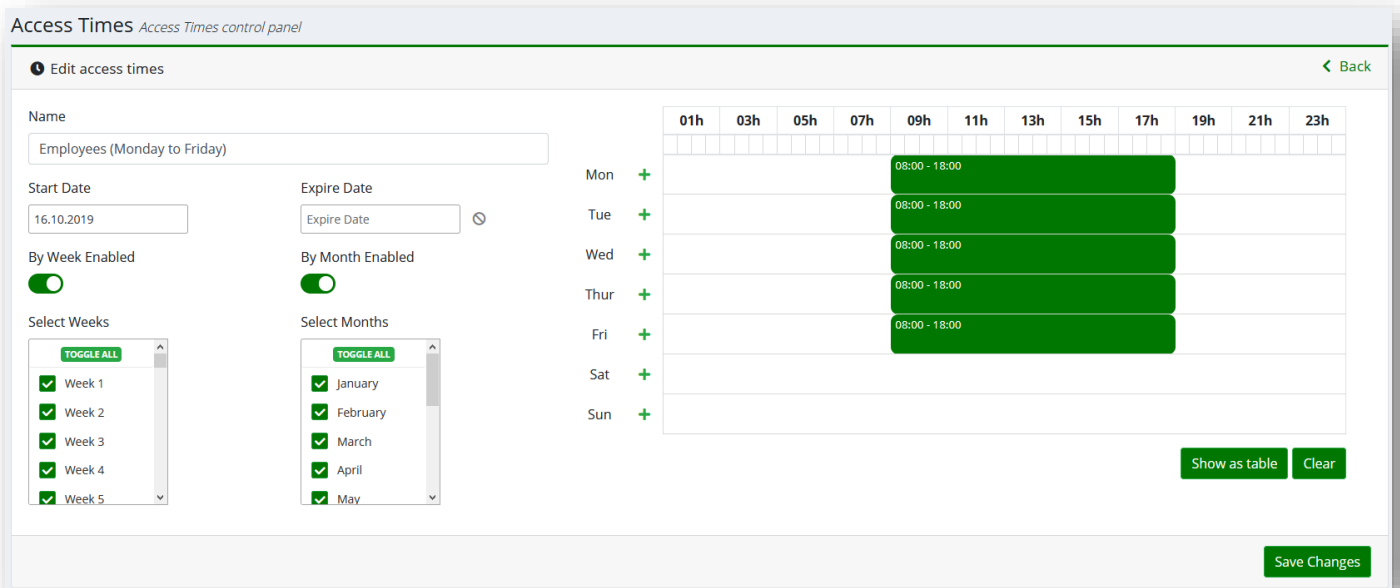 Access Times Access Times control panel
Edit access times
Back
Name
Employees (Monday to Friday)
Start Date
Expire Date
16.10.2019
Expire Date
By Week Enabled
By Month Enabled
Select Weeks
Select Months
TOGGLE ALL
Week 1
Week 2
Week 3
Week 4
Week 5
TOGGLE ALL
January
February
March
April
May
01h 03h 05h 07h 09h 11h 13h 15h 17h 19h 21h 23h
Mon + 08:00 - 18:00
Tue + 08:00 - 18:00
Wed + 08:00 - 18:00
Thur + 08:00 - 18:00
Fri + 08:00 - 18:00
Sat +
Sun +
Show as table
Clear
Save Changes